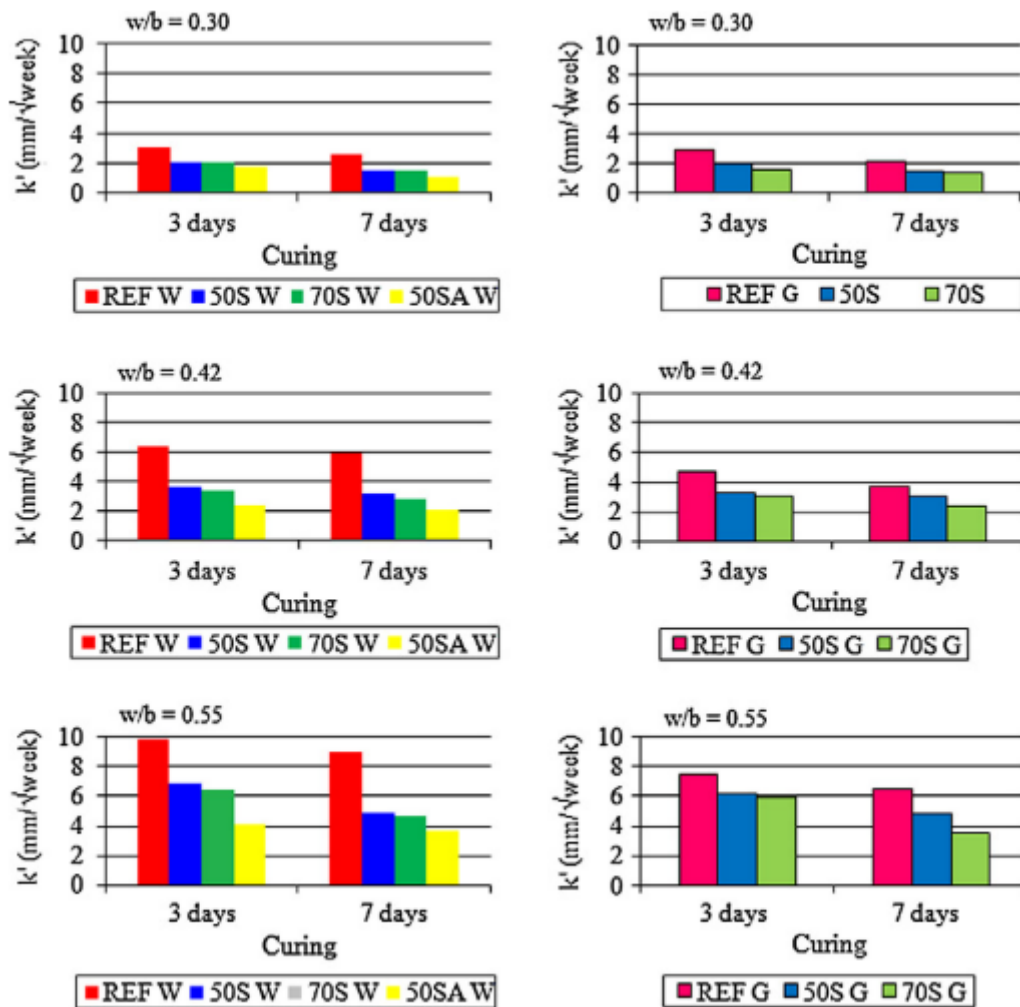 w/b = 0.30
k' (mm/√week)
10
8
6
4
2
0
3 days 7 days
Curing
REF W 50S W 70S W 50SA W
w/b = 0.30
k' (mm/√week)
10
8
6
4
2
0
3 days 7 days
Curing
REF G 50S 70S
w/b = 0.42
k' (mm/√week)
10
8
6
4
2
0
3 days 7 days
Curing
REF W 50S W 70S W 50SA W
w/b = 0.42
k' (mm/√week)
10
8
6
4
2
0
3 days 7 days
Curing
REF G 50S G 70S G
w/b = 0.55
k' (mm/√week)
10
8
6
4
2
0
3 days 7 days
Curing
REF W 50S W 70S W 50SA W
w/b = 0.55
k' (mm/√week)
10
8
6
4
2
0
3 days 7 days
Curing
REF G 50S G 70S G